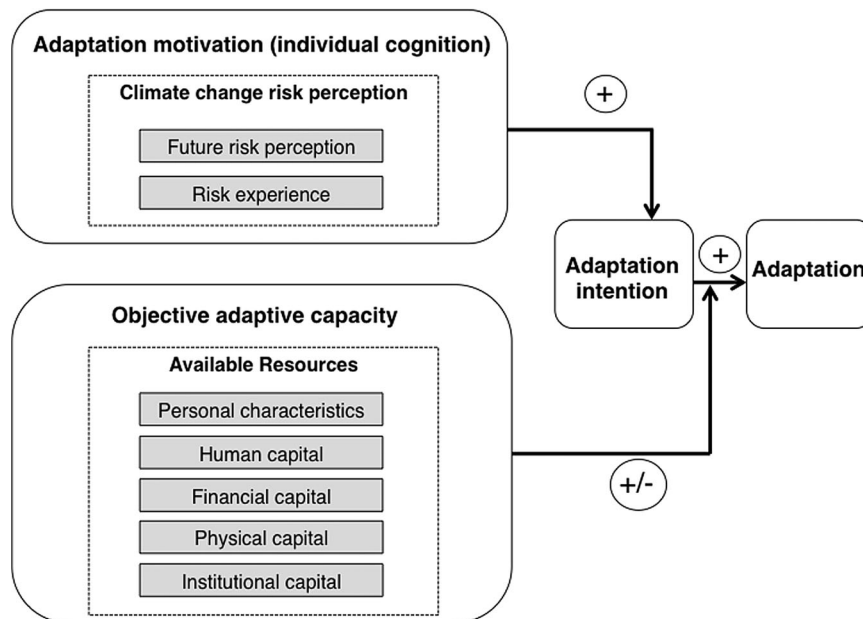 Adaptation motivation (individual cognition)
Climate change risk perception
Future risk perception
Risk experience
+
Adaptation
intention
+
Adaptation
Objective adaptive capacity
Available Resources
Personal characteristics
Human capital
Financial capital
Physical capital
Institutional capital
+/-